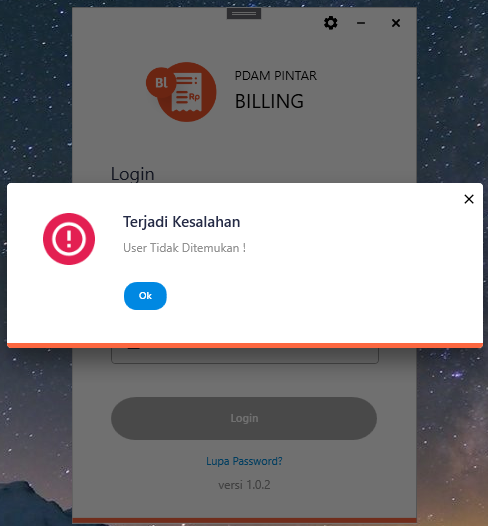 Bl
Rp
PDAM PINTAR
BILLING
Login
Terjadi Kesalahan
User Tidak Ditemukan !
Ok
Login
Lupa Password?
versi 1.0.2